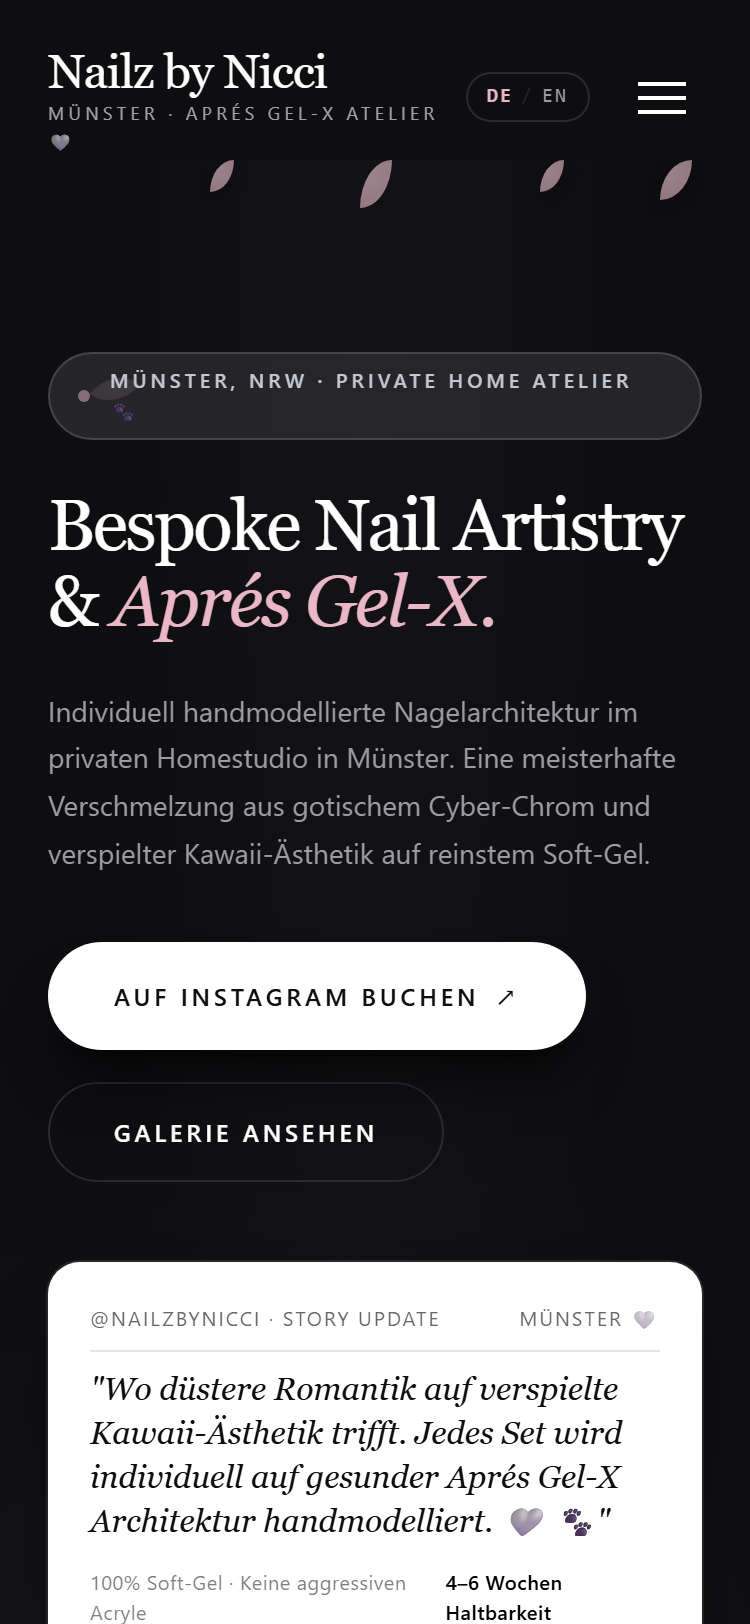 Nailz by Nicci
MÜNSTER · APRÉS GEL-X ATELIER
🩶
DE / EN
MÜNSTER, NRW · PRIVATE HOME ATELIER
🐾
Bespoke Nail Artistry
& Aprés Gel-X.
Individuell handmodellierte Nagelarchitektur im
privaten Homestudio in Münster. Eine meisterhafte
Verschmelzung aus gotischem Cyber-Chrom und
verspielter Kawaii-Ästhetik auf reinstem Soft-Gel.
AUF INSTAGRAM BUCHEN ↗
GALERIE ANSEHEN
@NAILZBYNICCI · STORY UPDATE
MÜNSTER 🩶
"Wo düstere Romantik auf verspielte
Kawaii-Ästhetik trifft. Jedes Set wird
individuell auf gesunder Aprés Gel-X
Architektur handmodelliert. 🩶 🐾"
100% Soft-Gel · Keine aggressiven
Acryle
4–6 Wochen
Haltbarkeit